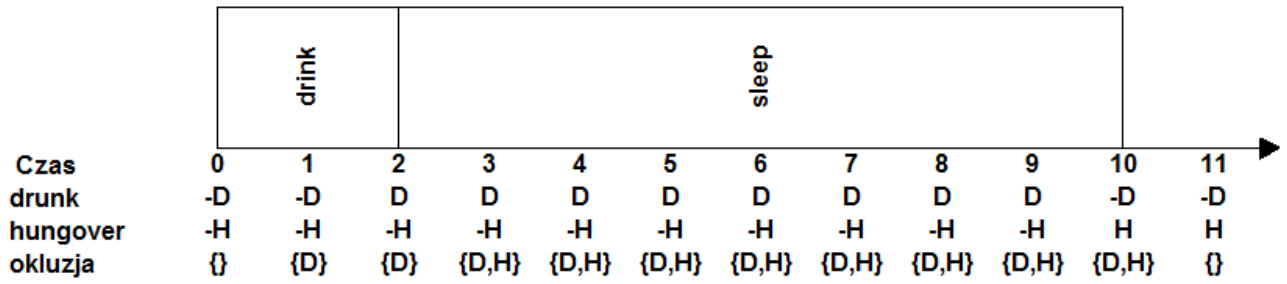 drink
sleep
Czas 0 1 2 3 4 5 6 7 8 9 10 11
drunk -D -D D D D D D D D D -D -D
hungover -H -H -H -H -H -H -H -H -H -H H H
okluzja {} {D} {D} {D,H} {D,H} {D,H} {D,H} {D,H} {D,H} {D,H} {D,H} {}